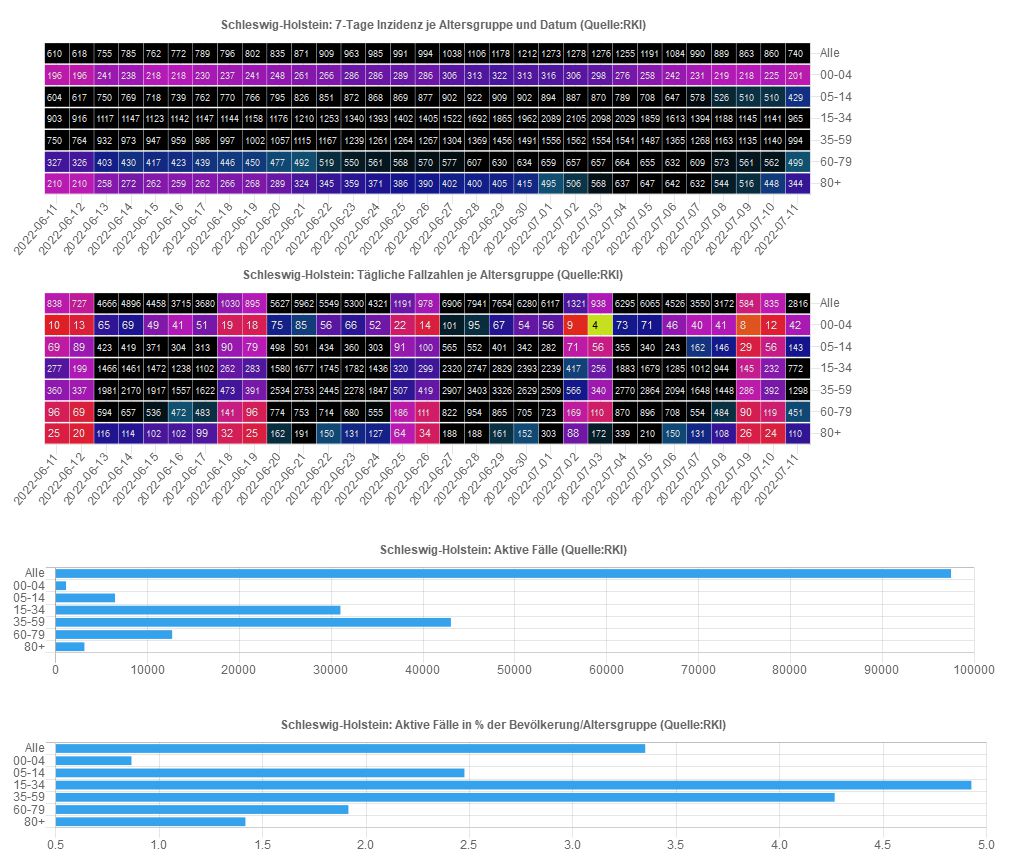 Schleswig-Holstein: 7-Tage Inzidenz je Altersgruppe und Datum (Quelle:RKI)
610 618 755 785 762 772 789 796 802 835 871 909 963 985 991 994 1038 1106 1178 1212 1273 1278 1276 1255 1191 1084 990 889 863 860 740 Alle
196 196 241 238 218 218 230 237 241 248 261 266 286 286 289 286 306 313 322 313 316 306 298 276 258 242 231 219 218 225 201 00-04
604 617 750 769 718 739 762 770 766 795 826 851 872 868 869 877 902 922 909 902 894 887 870 789 708 647 578 526 510 510 429 05-14
903 916 1117 1147 1123 1142 1147 1144 1158 1176 1210 1253 1340 1393 1402 1405 1522 1692 1865 1962 2089 2105 2098 2029 1859 1613 1394 1188 1145 1141 965 15-34
750 764 932 973 947 959 986 997 1002 1057 1115 1167 1239 1261 1264 1267 1304 1369 1456 1491 1556 1562 1554 1541 1487 1365 1268 1163 1135 1140 994 35-59
327 326 403 430 417 423 439 446 450 477 492 519 550 561 568 570 577 607 630 634 659 657 657 664 655 632 609 573 561 562 499 60-79
210 210 258 272 262 259 262 266 268 289 324 345 359 371 386 390 402 400 405 415 495 506 568 637 647 642 632 544 516 448 344 80+
2022-06-11 2022-06-12 2022-06-13 2022-06-14 2022-06-15 2022-06-16 2022-06-17 2022-06-18 2022-06-19 2022-06-20 2022-06-21 2022-06-22 2022-06-23 2022-06-24 2022-06-25 2022-06-26 2022-06-27 2022-06-28 2022-06-29 2022-06-30 2022-07-01 2022-07-02 2022-07-03 2022-07-04 2022-07-05 2022-07-06 2022-07-07 2022-07-08 2022-07-09 2022-07-10 2022-07-11
Schleswig-Holstein: Tägliche Fallzahlen je Altersgruppe (Quelle:RKI)
838 727 4666 4896 4458 3715 3680 1030 895 5627 5962 5549 5300 4321 1191 978 6906 7941 7654 6280 6117 1321 938 6295 6065 4526 3550 3172 584 835 2816 Alle
10 13 65 69 49 41 51 19 18 75 85 56 66 52 22 14 101 95 67 54 56 9 4 73 71 46 40 41 8 12 42 00-04
69 89 423 419 371 304 313 90 79 498 501 434 360 303 91 100 565 552 401 342 282 71 56 355 340 243 162 146 29 56 143 05-14
277 199 1466 1461 1472 1238 1102 262 283 1580 1677 1745 1782 1436 320 299 2320 2747 2829 2393 2239 417 256 1883 1679 1285 1012 944 145 232 772 15-34
360 337 1981 2170 1917 1557 1622 473 391 2534 2753 2445 2278 1847 507 419 2907 3403 3326 2629 2509 566 340 2770 2864 2094 1648 1448 286 392 1298 35-59
96 69 594 657 536 472 483 141 96 774 753 714 680 555 186 111 822 954 865 705 723 169 110 870 896 708 554 484 90 119 451 60-79
25 20 116 114 102 102 99 32 25 162 191 150 131 127 64 34 188 188 161 152 303 88 172 339 210 150 131 108 26 24 110 80+
2022-06-11 2022-06-12 2022-06-13 2022-06-14 2022-06-15 2022-06-16 2022-06-17 2022-06-18 2022-06-19 2022-06-20 2022-06-21 2022-06-22 2022-06-23 2022-06-24 2022-06-25 2022-06-26 2022-06-27 2022-06-28 2022-06-29 2022-06-30 2022-07-01 2022-07-02 2022-07-03 2022-07-04 2022-07-05 2022-07-06 2022-07-07 2022-07-08 2022-07-09 2022-07-10 2022-07-11
Schleswig-Holstein: Aktive Fälle (Quelle:RKI)
Alle
00-04
05-14
15-34
35-59
60-79
80+
0 10000 20000 30000 40000 50000 60000 70000 80000 90000 100000
Schleswig-Holstein: Aktive Fälle in % der Bevölkerung/Altersgruppe (Quelle:RKI)
Alle
00-04
05-14
15-34
35-59
60-79
80+
0.5 1.0 1.5 2.0 2.5 3.0 3.5 4.0 4.5 5.0